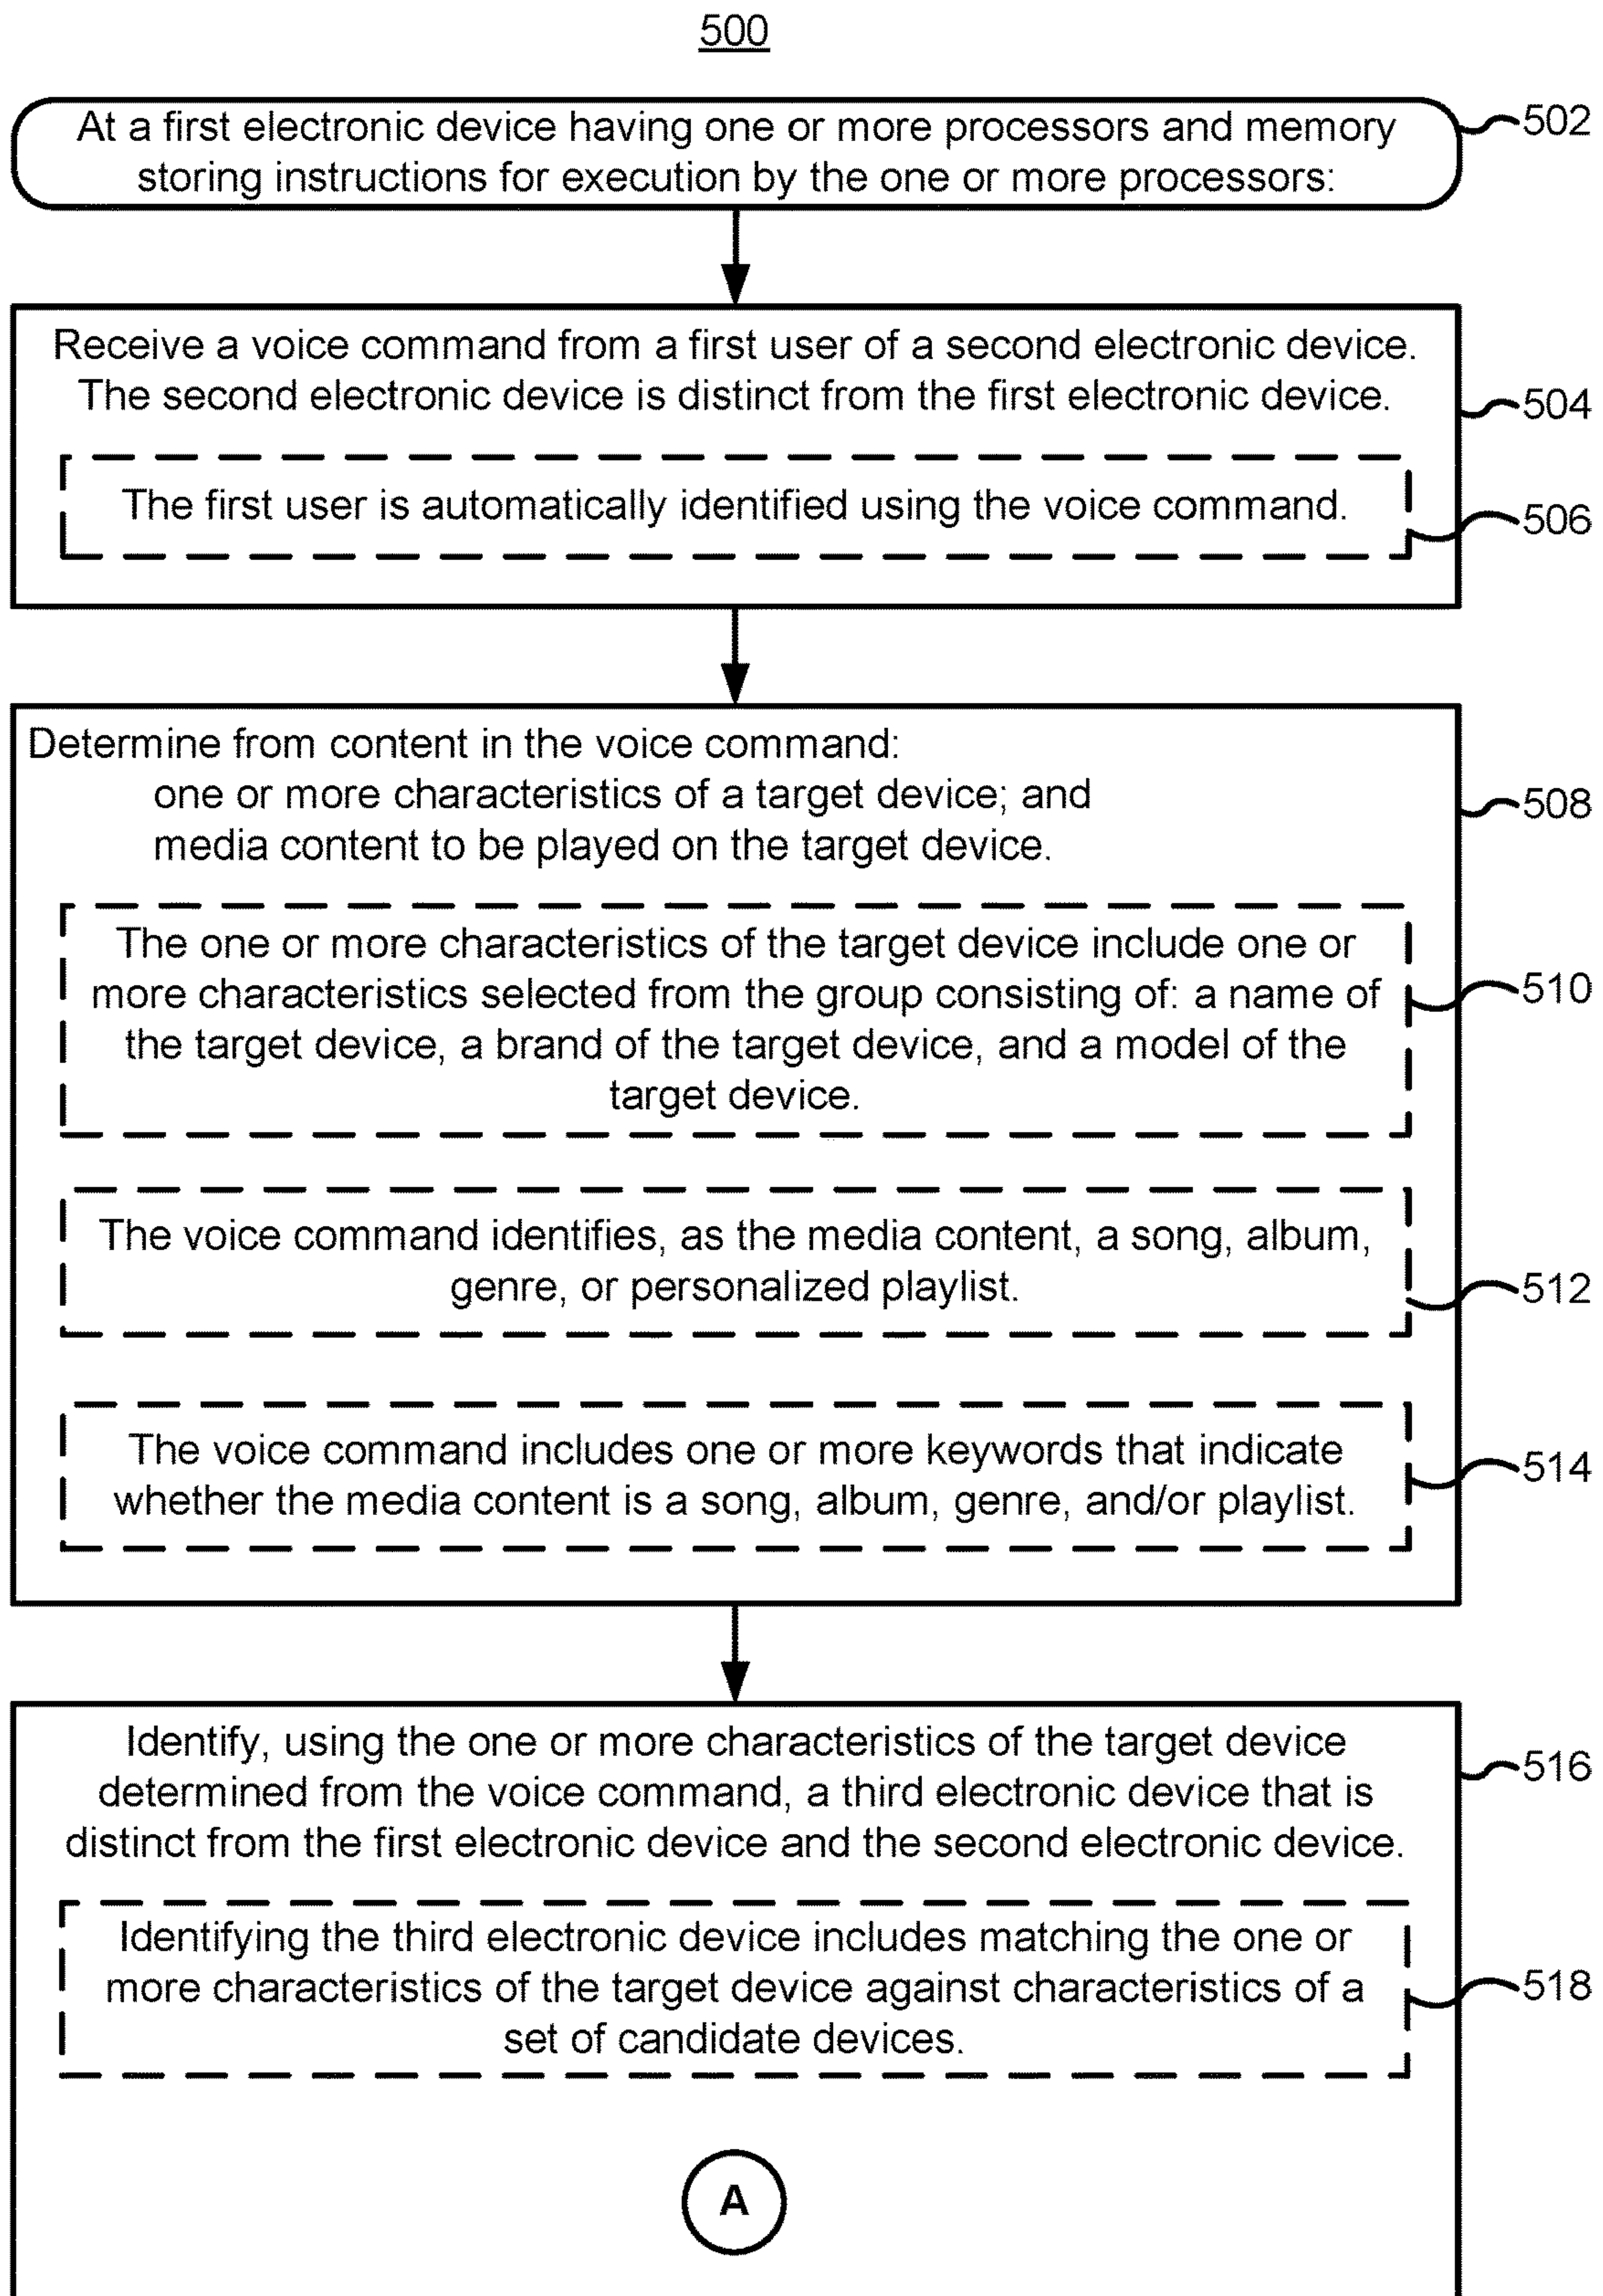 500
At a first electronic device having one or more processors and memory
storing instructions for execution by the one or more processors:
502
Receive a voice command from a first user of a second electronic device.
The second electronic device is distinct from the first electronic device.
504
The first user is automatically identified using the voice command.
506
Determine from content in the voice command:
one or more characteristics of a target device; and
media content to be played on the target device.
508
The one or more characteristics of the target device include one or
more characteristics selected from the group consisting of: a name of
the target device, a brand of the target device, and a model of the
target device.
510
The voice command identifies, as the media content, a song, album,
genre, or personalized playlist.
512
The voice command includes one or more keywords that indicate
whether the media content is a song, album, genre, and/or playlist.
514
Identify, using the one or more characteristics of the target device
determined from the voice command, a third electronic device that is
distinct from the first electronic device and the second electronic device.
516
Identifying the third electronic device includes matching the one or
more characteristics of the target device against characteristics of a
set of candidate devices.
518
A